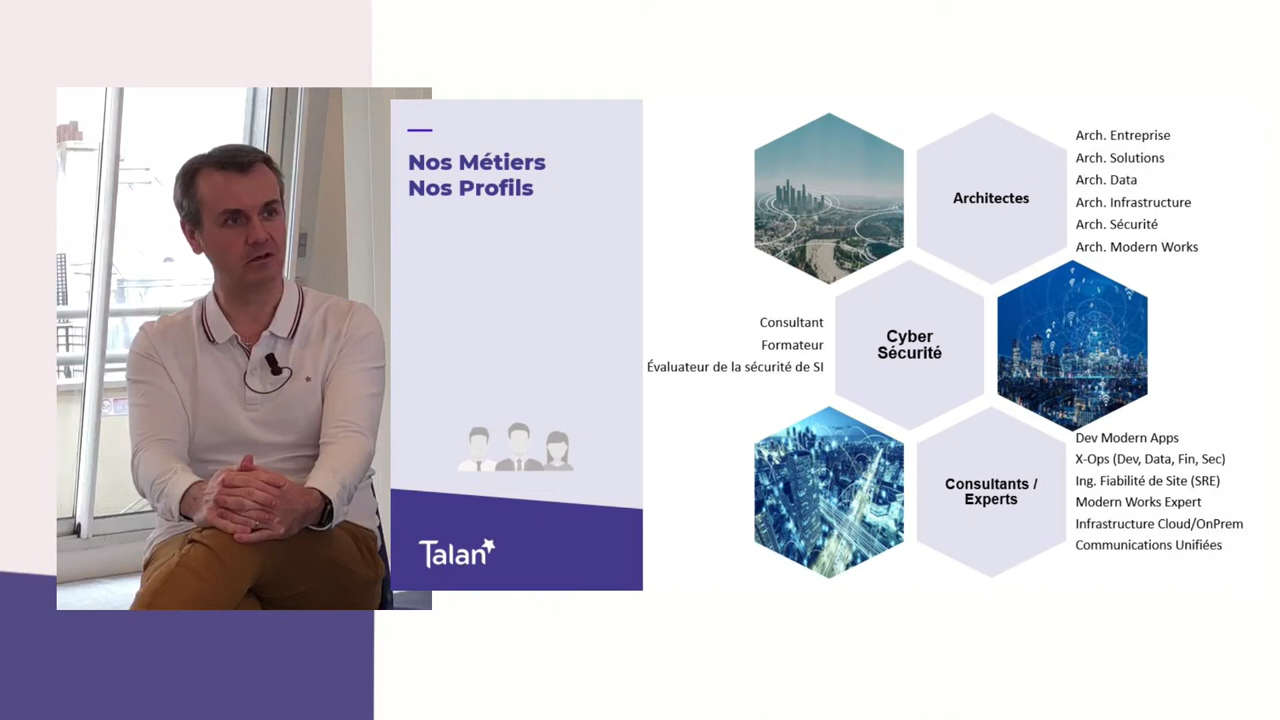 Nos Métiers
Nos Profils
Talan
Architectes
Arch. Entreprise
Arch. Solutions
Arch. Data
Arch. Infrastructure
Arch. Sécurité
Arch. Modern Works
Consultant
Formateur
Évaluateur de la sécurité de SI
Cyber
Sécurité
Consultants /
Experts
Dev Modern Apps
X-Ops (Dev, Data, Fin, Sec)
Ing. Fiabilité de Site (SRE)
Modern Works Expert
Infrastructure Cloud/OnPrem
Communications Unifiées